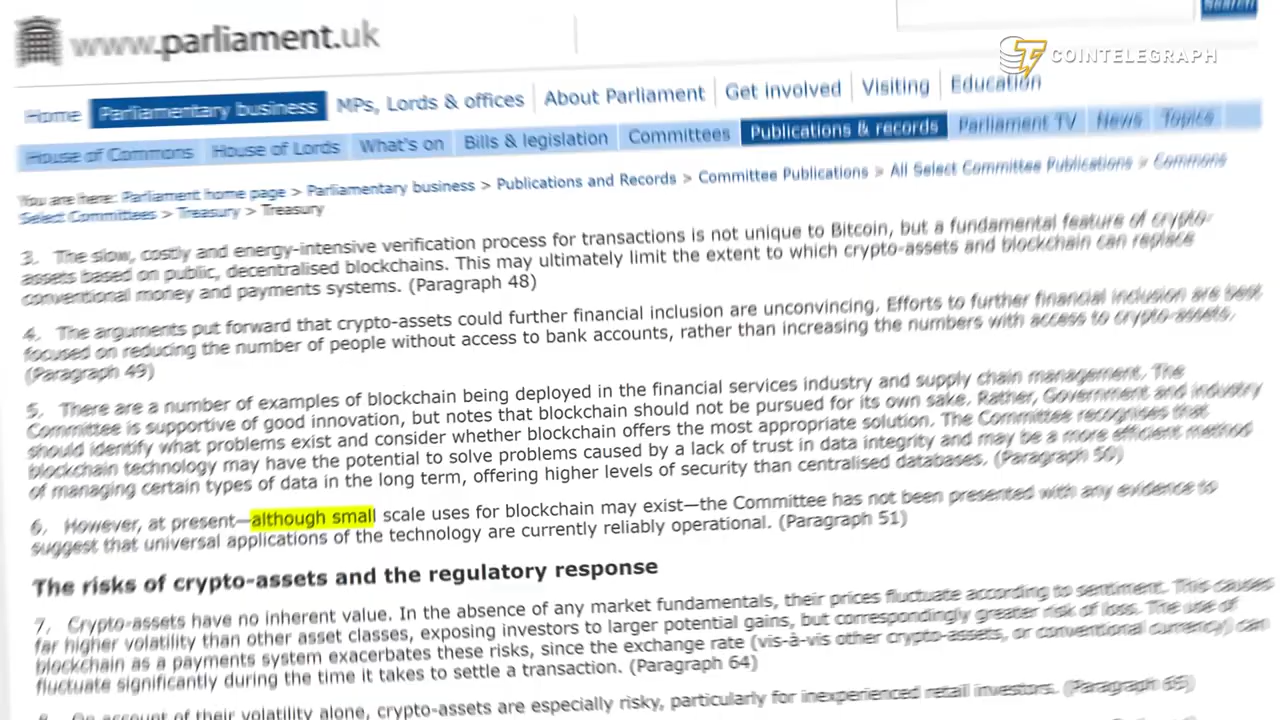 www.parliament.uk
Search
COINTELEGRAPH
Home Parliamentary business MPs, Lords & offices About Parliament Get involved Visiting Education
House of Commons House of Lords What's on Bills & legislation Committees Publications & records Parliament TV News Topics
You are here: Parliament home page > Parliamentary business > Publications and Records > Committee Publications > All Select Committee Publications > Commons
Select Committees > Treasury > Treasury
3. The slow, costly and energy-intensive verification process for transactions is not unique to Bitcoin, but a fundamental feature of crypto-
assets based on public, decentralised blockchains. This may ultimately limit the extent to which crypto-assets and blockchain can replace
conventional money and payments systems. (Paragraph 48)
4. The arguments put forward that crypto-assets could further financial inclusion are unconvincing. Efforts to further financial inclusion are best
focused on reducing the number of people without access to bank accounts, rather than increasing the numbers with access to crypto-assets.
(Paragraph 49)
5. There are a number of examples of blockchain being deployed in the financial services industry and supply chain management. The
Committee is supportive of good innovation, but notes that blockchain should not be pursued for its own sake. Rather, Government and industry
should identify what problems exist and consider whether blockchain offers the most appropriate solution. The Committee recognises that
blockchain technology may have the potential to solve problems caused by a lack of trust in data integrity and may be a more efficient method
of managing certain types of data in the long term, offering higher levels of security than centralised databases. (Paragraph 50)
6. However, at present—although small scale uses for blockchain may exist—the Committee has not been presented with any evidence to
suggest that universal applications of the technology are currently reliably operational. (Paragraph 51)
The risks of crypto-assets and the regulatory response
7. Crypto-assets have no inherent value. In the absence of any market fundamentals, their prices fluctuate according to sentiment. This causes
far higher volatility than other asset classes, exposing investors to larger potential gains, but correspondingly greater risk of loss. The use of
blockchain as a payments system exacerbates these risks, since the exchange rate (vis-à-vis other crypto-assets, or conventional currency) can
fluctuate significantly during the time it takes to settle a transaction. (Paragraph 64)
8. On account of their volatility alone, crypto-assets are especially risky, particularly for inexperienced retail investors. (Paragraph 65)